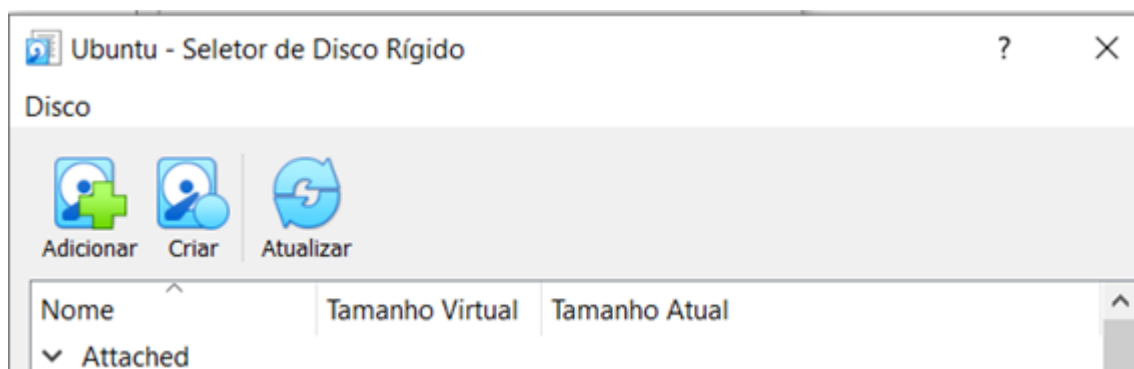 Ubuntu - Seletor de Disco Rígido ?
Disco
Adicionar Criar Atualizar
Nome Tamanho Virtual Tamanho Atual
Attached